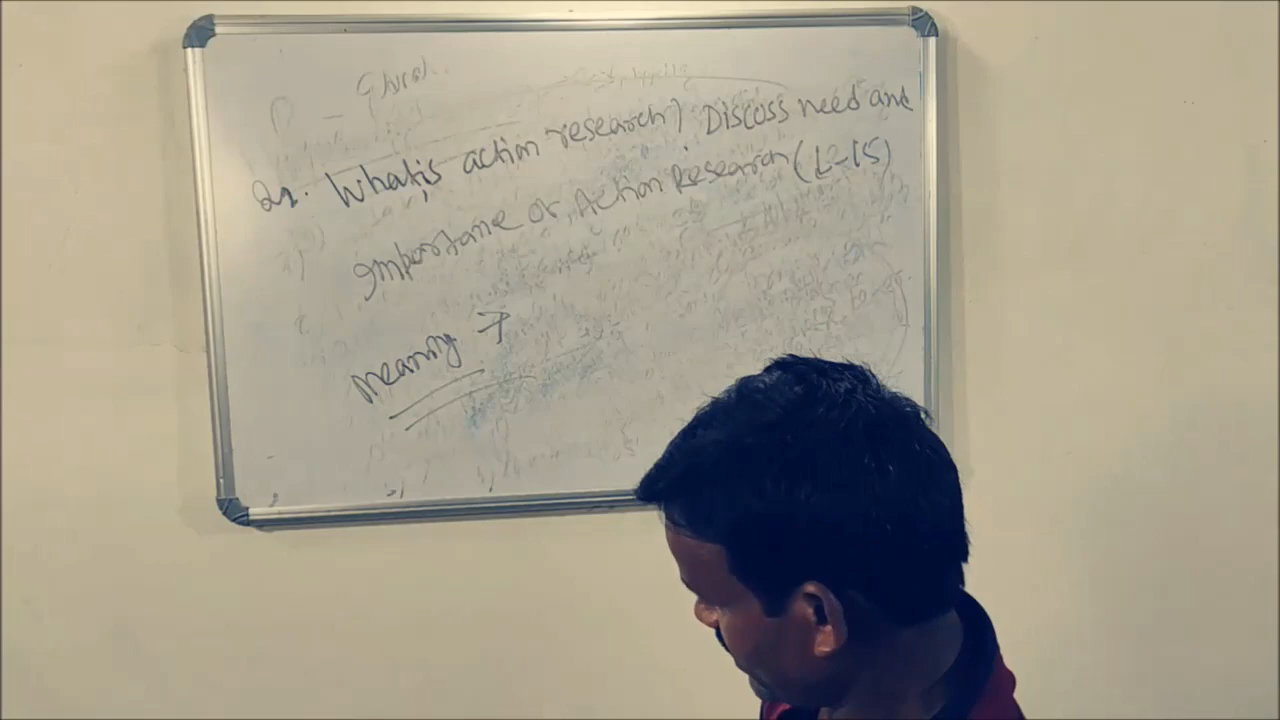 Q1. What is action research? Discuss need and
importance of Action Research (L-15)
Meaning →